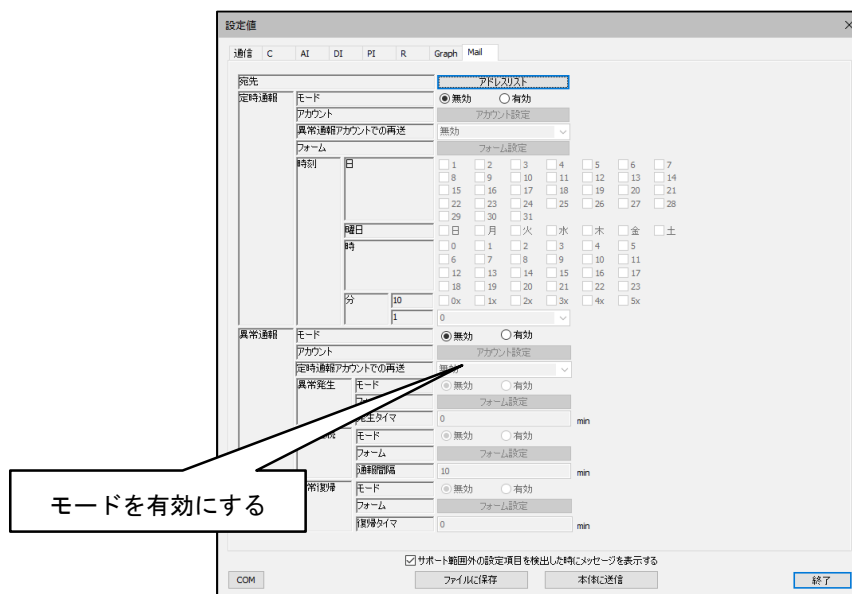 設定値
通信 C AI DI PI R Graph Mail
宛先 アドレスリスト
定時通報 モード 無効 有効
アカウント アカウント設定
異常通報アカウントでの再送 無効
フォーム フォーム設定
時刻 日 1 2 3 4 5 6 7
8 9 10 11 12 13 14
15 16 17 18 19 20 21
22 23 24 25 26 27 28
29 30 31
曜日 日 月 火 水 木 金 土
時 0 1 2 3 4 5
6 7 8 9 10 11
12 13 14 15 16 17
18 19 20 21 22 23
分 10 0x 1x 2x 3x 4x 5x
1 0
異常通報 モード 無効 有効
アカウント アカウント設定
定時通報アカウントでの再送
異常発生 モード 無効 有効
フォーム設定
発生タイマ 0 min
モード 無効 有効
フォーム フォーム設定
通報間隔 10 min
常復帰 モード 無効 有効
フォーム フォーム設定
復帰タイマ 0 min
モードを有効にする
サポート範囲外の設定項目を検出した時にメッセージを表示する
COM ファイルに保存 本体に送信 終了